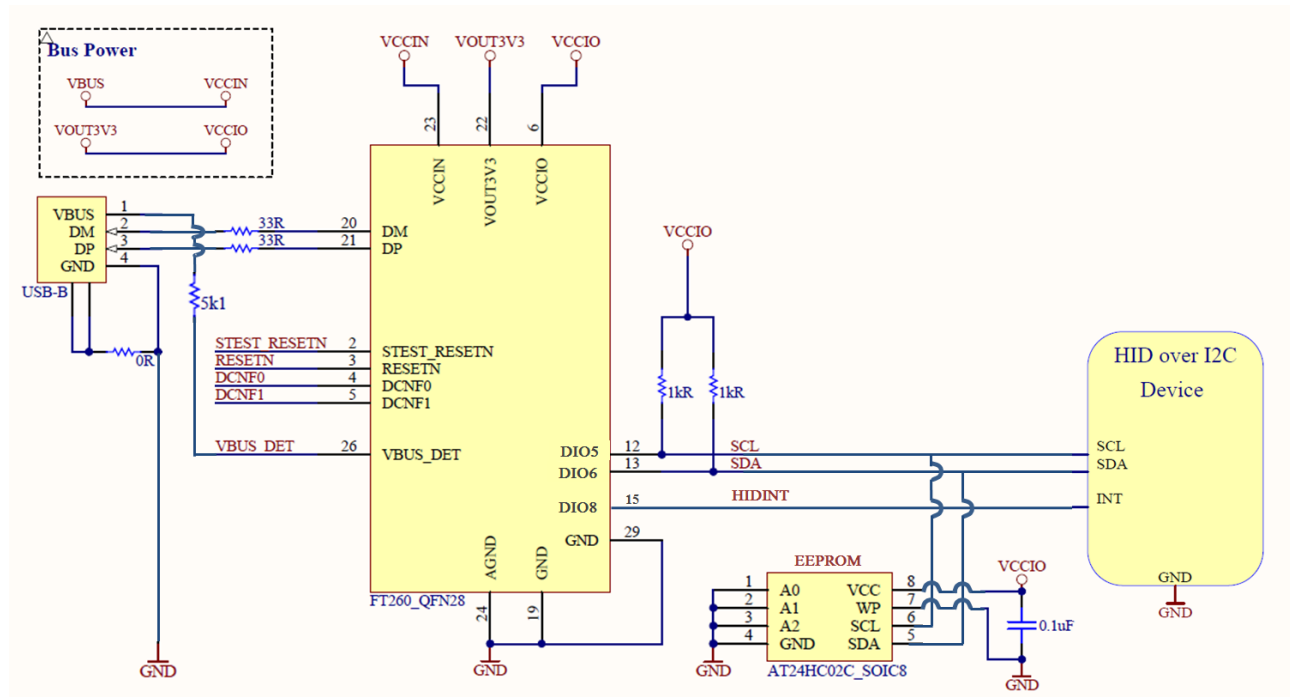 Bus Power
VBUS VCCIN
VOUT3V3 VCCIO
VCCIN VOUT3V3 VCCIO
23 22 6
VCCIN VOUT3V3 VCCIO
VBUS 1
DM 2 33R 20 DM
DP 3 33R 21 DP
GND 4
USB-B
5k1
0R
STEST_RESETN 2 STEST_RESETN
RESETN 3 RESETN
DCNF0 4 DCNF0
DCNF1 5 DCNF1
VBUS_DET 26 VBUS_DET
VCCIO
1kR 1kR
DIO5 12 SCL
DIO6 13 SDA
DIO8 15 HIDINT
GND 29
AGND GND
24 19
FT260_QFN28
GND
GND
HID over I2C
Device
SCL
SDA
INT
GND
GND
EEPROM
1 A0 VCC 8
2 A1 WP 7
3 A2 SCL 6
4 GND SDA 5
AT24HC02C_SOIC8
GND
VCCIO
0.1uF
GND